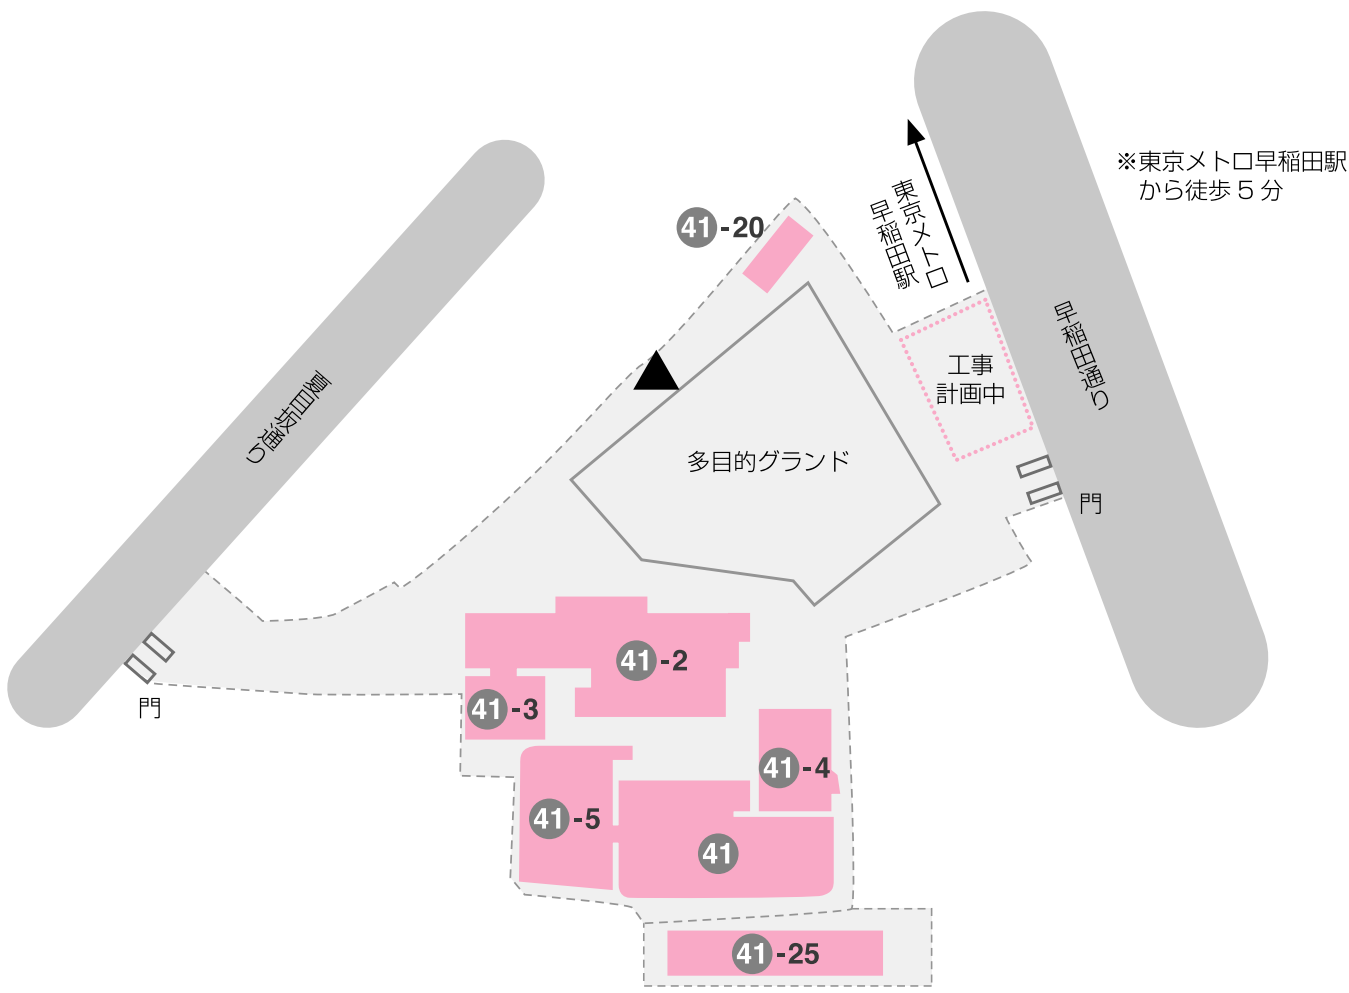 ※東京メトロ早稲田駅
から徒歩5分
東京メトロ
早稲田駅
41-20
早稲田通り
工事
計画中
夏目坂通り
多目的グランド
門
41-2
41-3
門
41-4
41-5
41
41-25